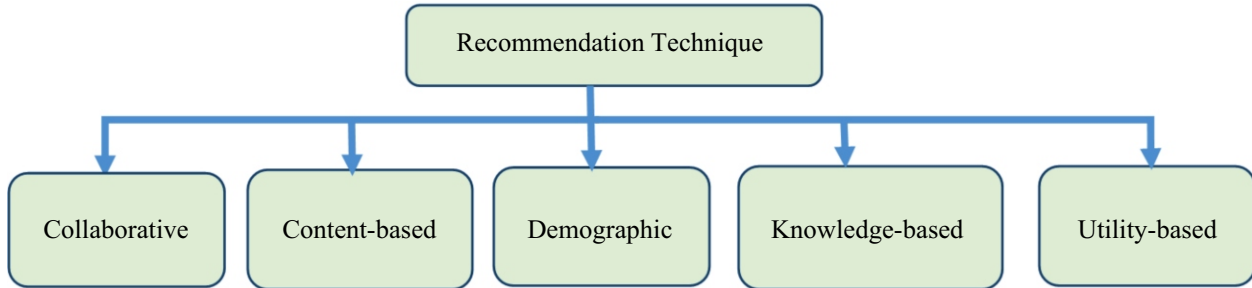 Recommendation Technique
Collaborative
Content-based
Demographic
Knowledge-based
Utility-based